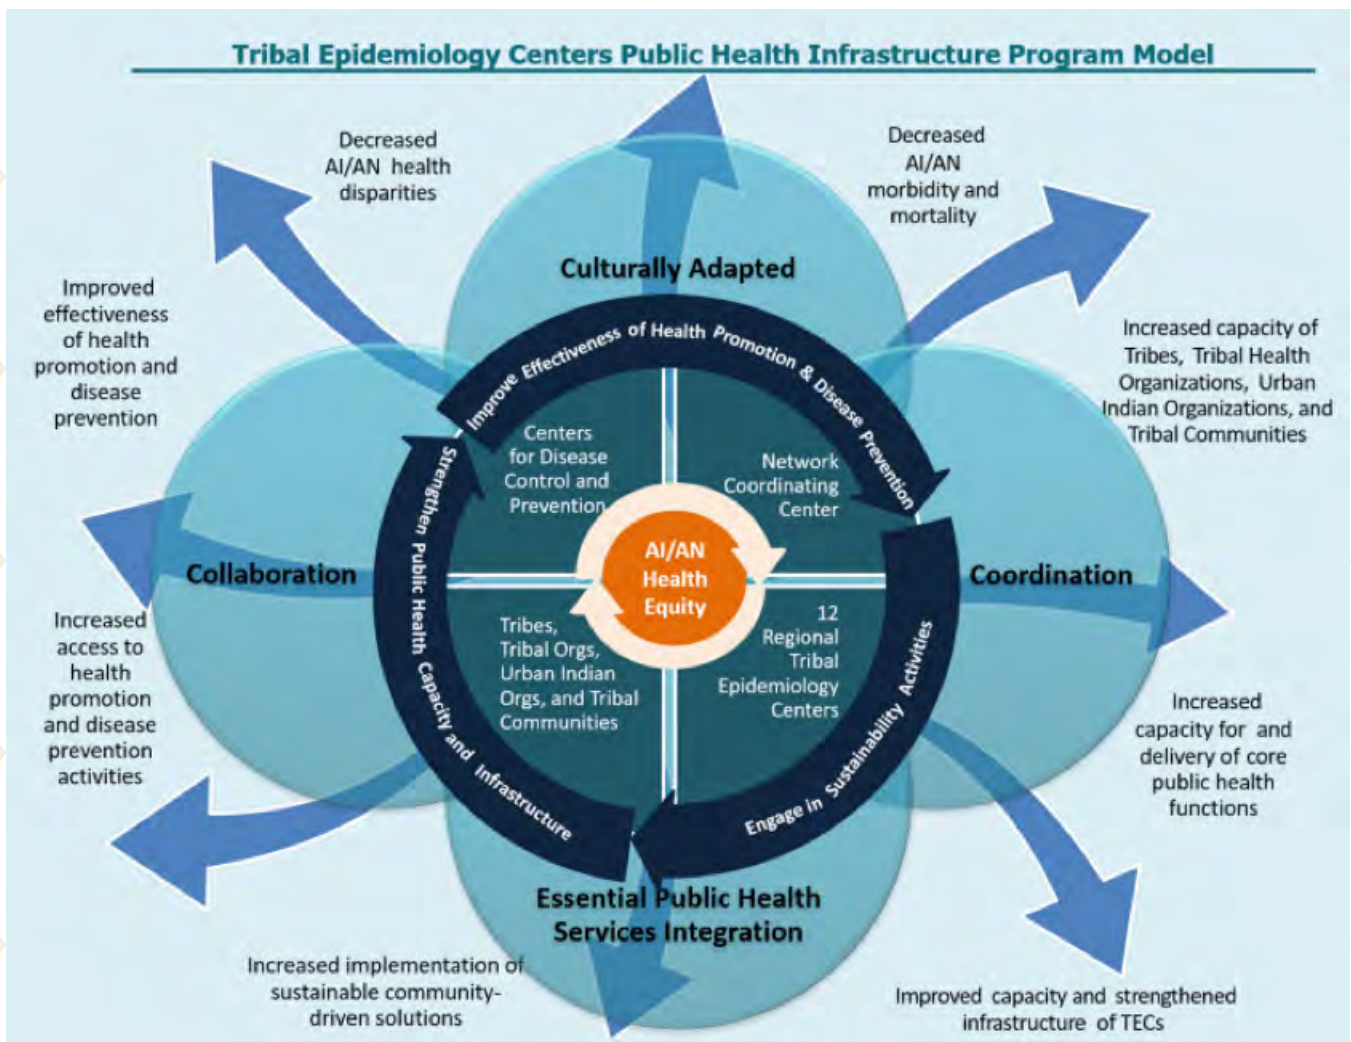 Tribal Epidemiology Centers Public Health Infrastructure Program Model
Decreased
AI/AN health
disparities
Decreased
AI/AN
morbidity and
mortality
Improved
effectiveness
of health
promotion and
disease
prevention
Culturally Adapted
Increased capacity of
Tribes, Tribal Health
Organizations, Urban
Indian Organizations, and
Tribal Communities
Improve Effectiveness of Health Promotion & Disease Prevention
Centers
for Disease
Control and
Prevention
Network
Coordinating
Center
Collaboration
AI/AN
Health
Equity
Coordination
Strengthen Public Health Capacity and Infrastructure
Tribes,
Tribal Orgs,
Urban Indian
Orgs, and Tribal
Communities
12
Regional
Tribal
Epidemiology
Centers
Engage in Sustainability Activities
Increased
access to
health
promotion
and disease
prevention
activities
Increased
capacity for and
delivery of core
public health
functions
Essential Public Health
Services Integration
Increased implementation of
sustainable community-
driven solutions
Improved capacity and strengthened
infrastructure of TECs